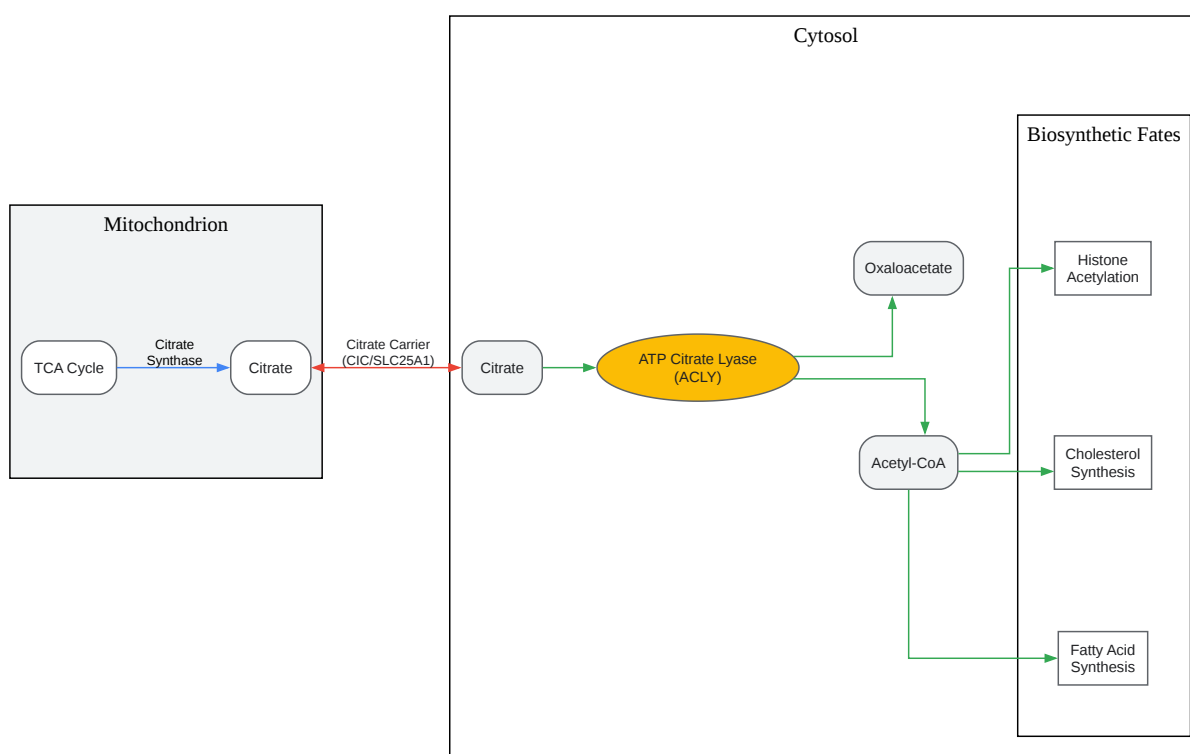 Cytosol
Biosynthetic Fates
Mitochondrion
TCA Cycle
Citrate
Synthase
Citrate
Citrate Carrier
(CIC/SLC25A1)
Citrate
ATP Citrate Lyase
(ACLY)
Oxaloacetate
Acetyl-CoA
Histone
Acetylation
Cholesterol
Synthesis
Fatty Acid
Synthesis